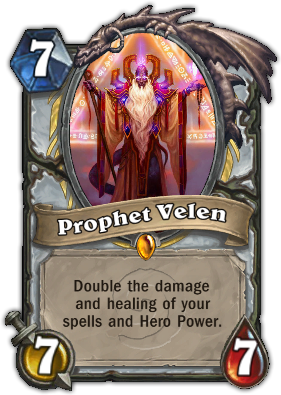 7
Prophet Velen
Double the damage
and healing of your
spells and Hero Power.
7
7